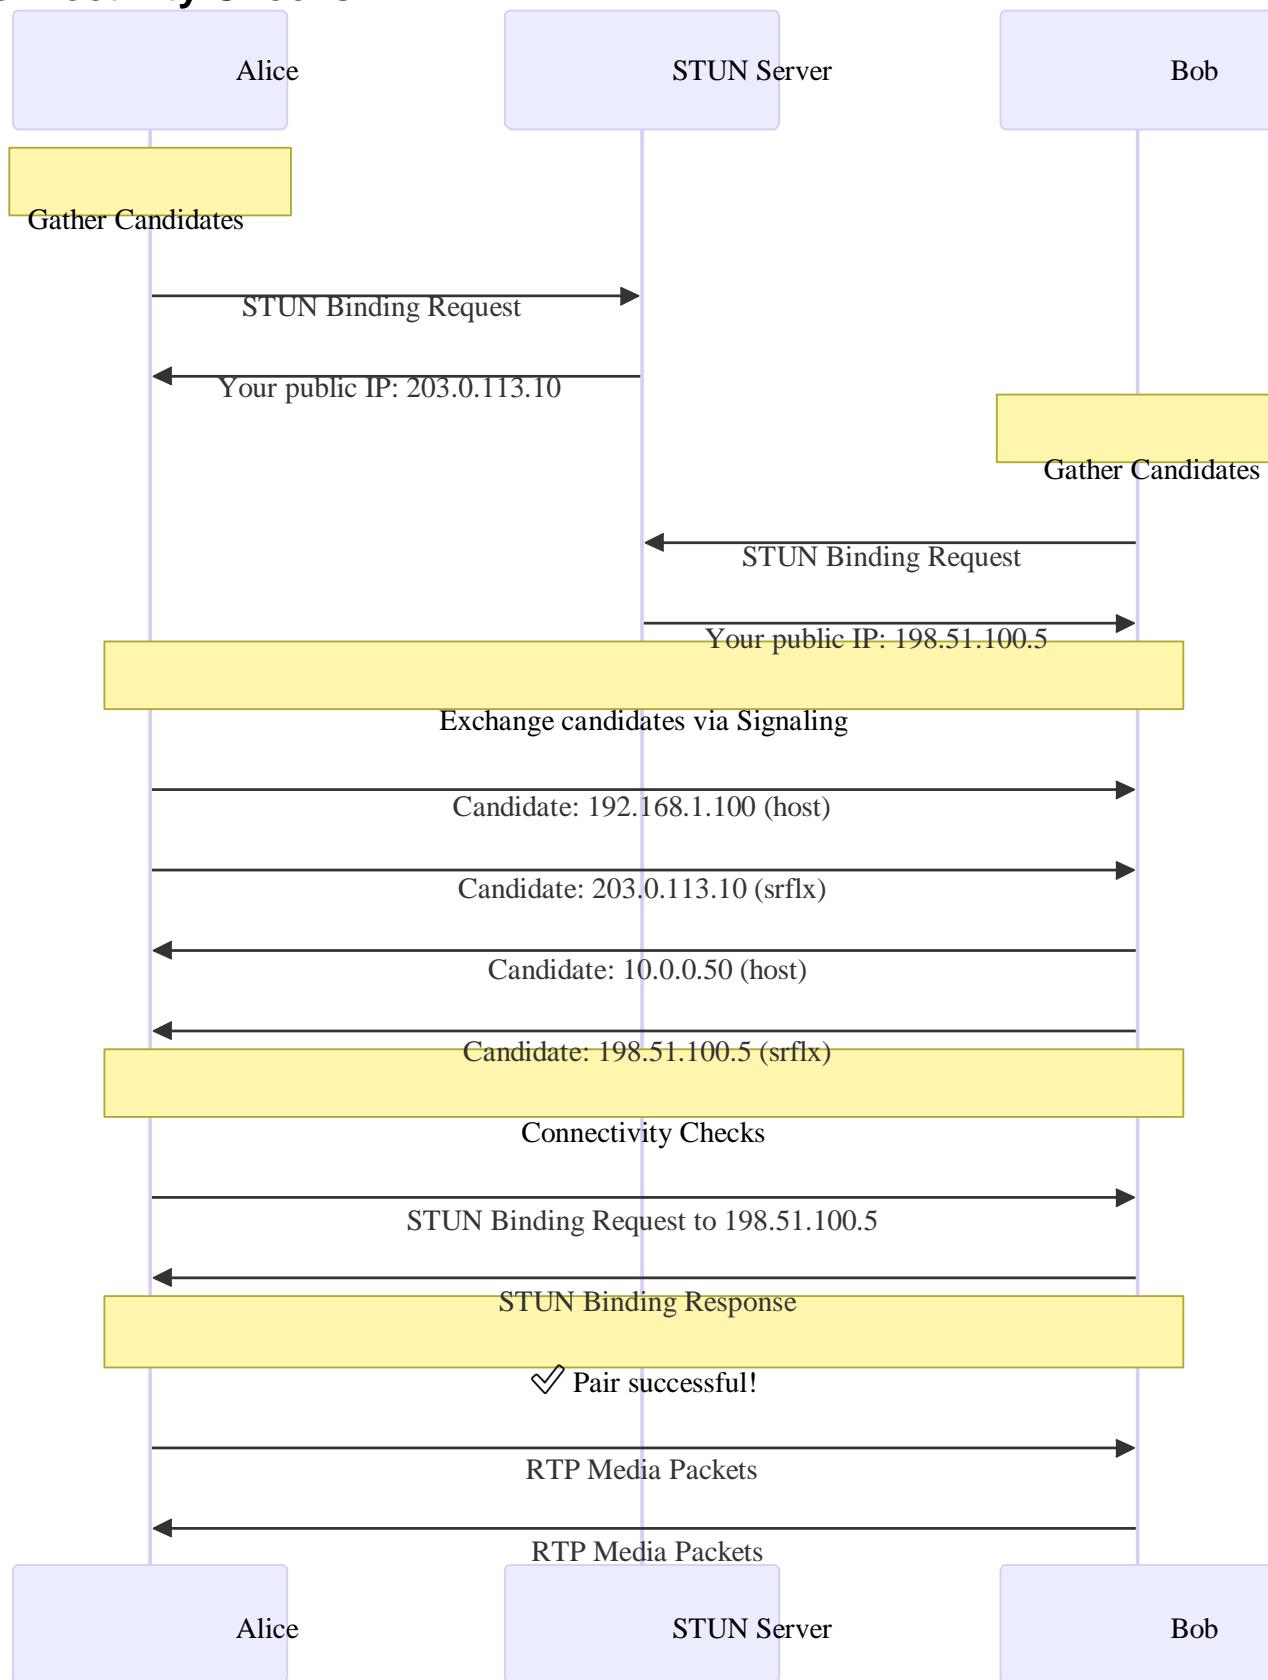 Alice
STUN Server
Bob
Gather Candidates
STUN Binding Request
Your public IP: 203.0.113.10
Gather Candidates
STUN Binding Request
Your public IP: 198.51.100.5
Exchange candidates via Signaling
Candidate: 192.168.1.100 (host)
Candidate: 203.0.113.10 (srflx)
Candidate: 10.0.0.50 (host)
Candidate: 198.51.100.5 (srflx)
Connectivity Checks
STUN Binding Request to 198.51.100.5
STUN Binding Response
✅ Pair successful!
RTP Media Packets
RTP Media Packets
Alice
STUN Server
Bob